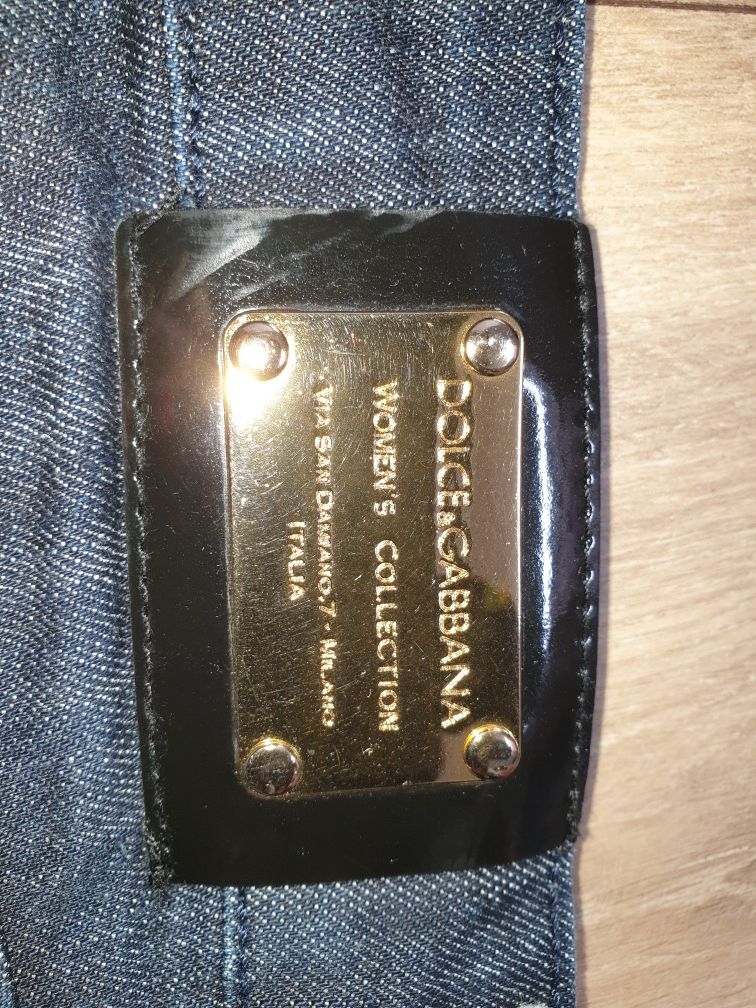 DOLCE&GABBANA
WOMEN'S COLLECTION
VIA SAN DAMIANO,7 - MILANO
ITALIA